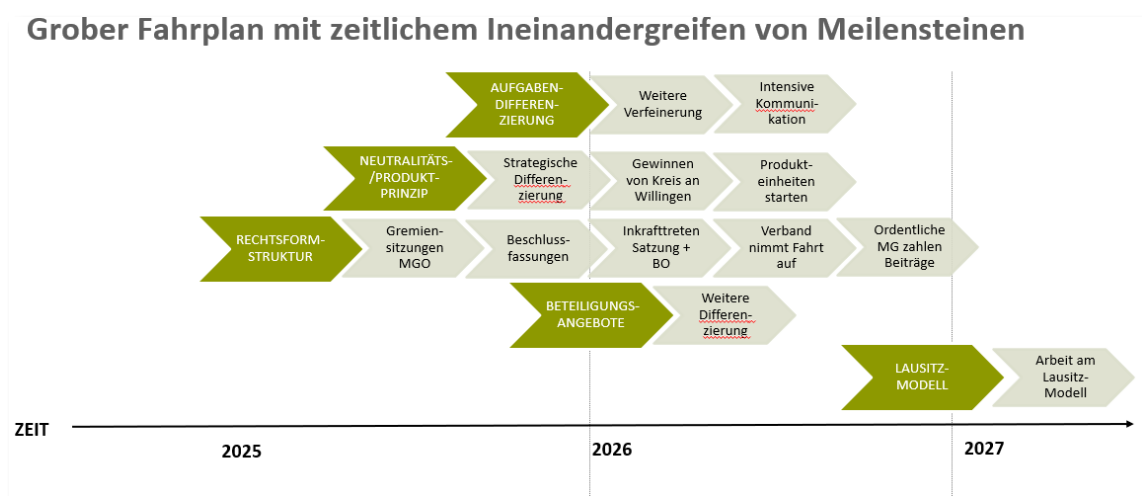 Grober Fahrplan mit zeitlichem Ineinandergreifen von Meilensteinen
AUFGABEN-
DIFFEREN-
ZIERUNG
Weitere
Verfeinerung
Intensive
Kommuni-
kation
NEUTRALITÄTS-
/PRODUKT-
PRINZIP
Strategische
Differen-
zierung
Gewinnen
von Kreis an
Willingen
Produkt-
einheiten
starten
RECHTSFORM-
STRUKTUR
Gremien-
sitzungen
MGO
Beschluss-
fassungen
Inkrafttreten
Satzung +
BO
Verband
nimmt Fahrt
auf
Ordentliche
MG zahlen
Beiträge
BETEILIGUNGS-
ANGEBOTE
Weitere
Differen-
zierung
LAUSITZ-
MODELL
Arbeit am
Lausitz-
Modell
ZEIT
2025
2026
2027